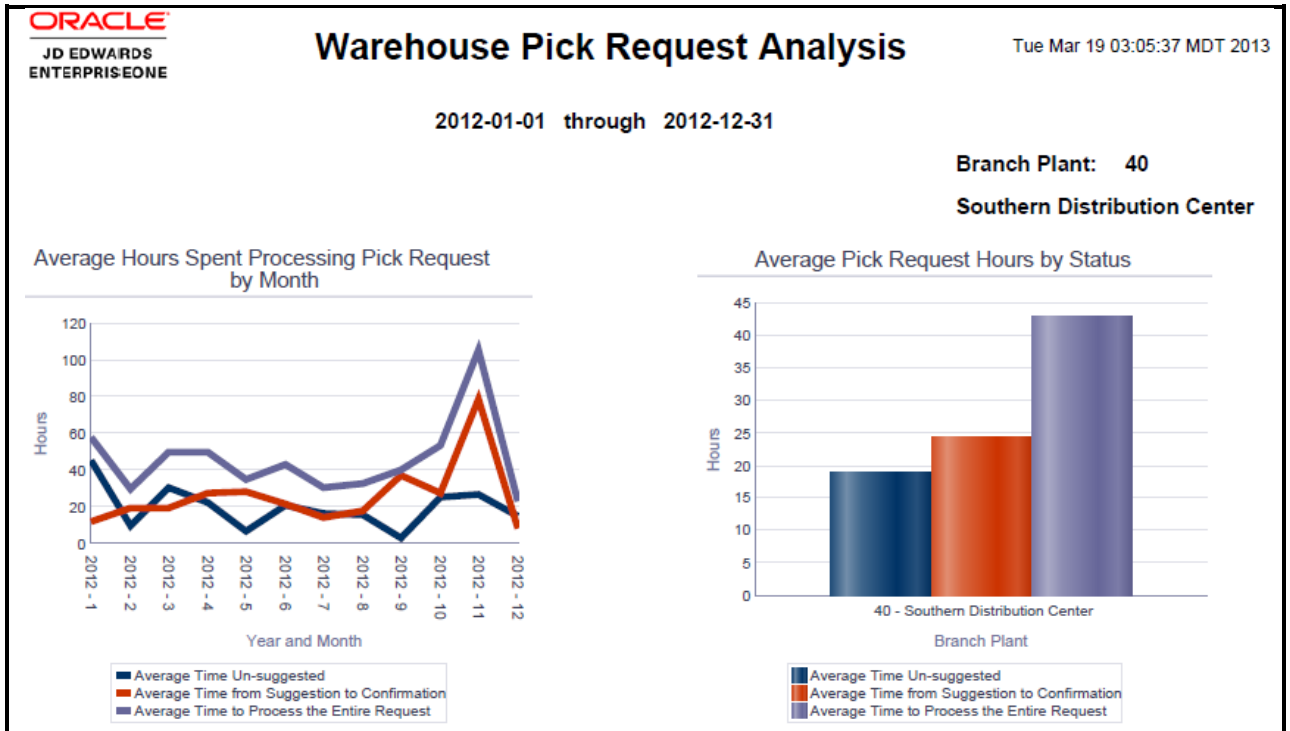 ORACLE
JD EDWARDS
ENTERPRISEONE
Warehouse Pick Request Analysis
Tue Mar 19 03:05:37 MDT 2013
2012-01-01 through 2012-12-31
Branch Plant: 40
Southern Distribution Center
Average Hours Spent Processing Pick Request
by Month
120
100
80
60
40
20
0
Hours
2012 - 1
2012 - 2
2012 - 3
2012 - 4
2012 - 5
2012 - 6
2012 - 7
2012 - 8
2012 - 9
2012 - 10
2012 - 11
2012 - 12
Year and Month
Average Time Un-suggested
Average Time from Suggestion to Confirmation
Average Time to Process the Entire Request
Average Pick Request Hours by Status
45
40
35
30
25
20
15
10
5
0
Hours
40 - Southern Distribution Center
Branch Plant
Average Time Un-suggested
Average Time from Suggestion to Confirmation
Average Time to Process the Entire Request